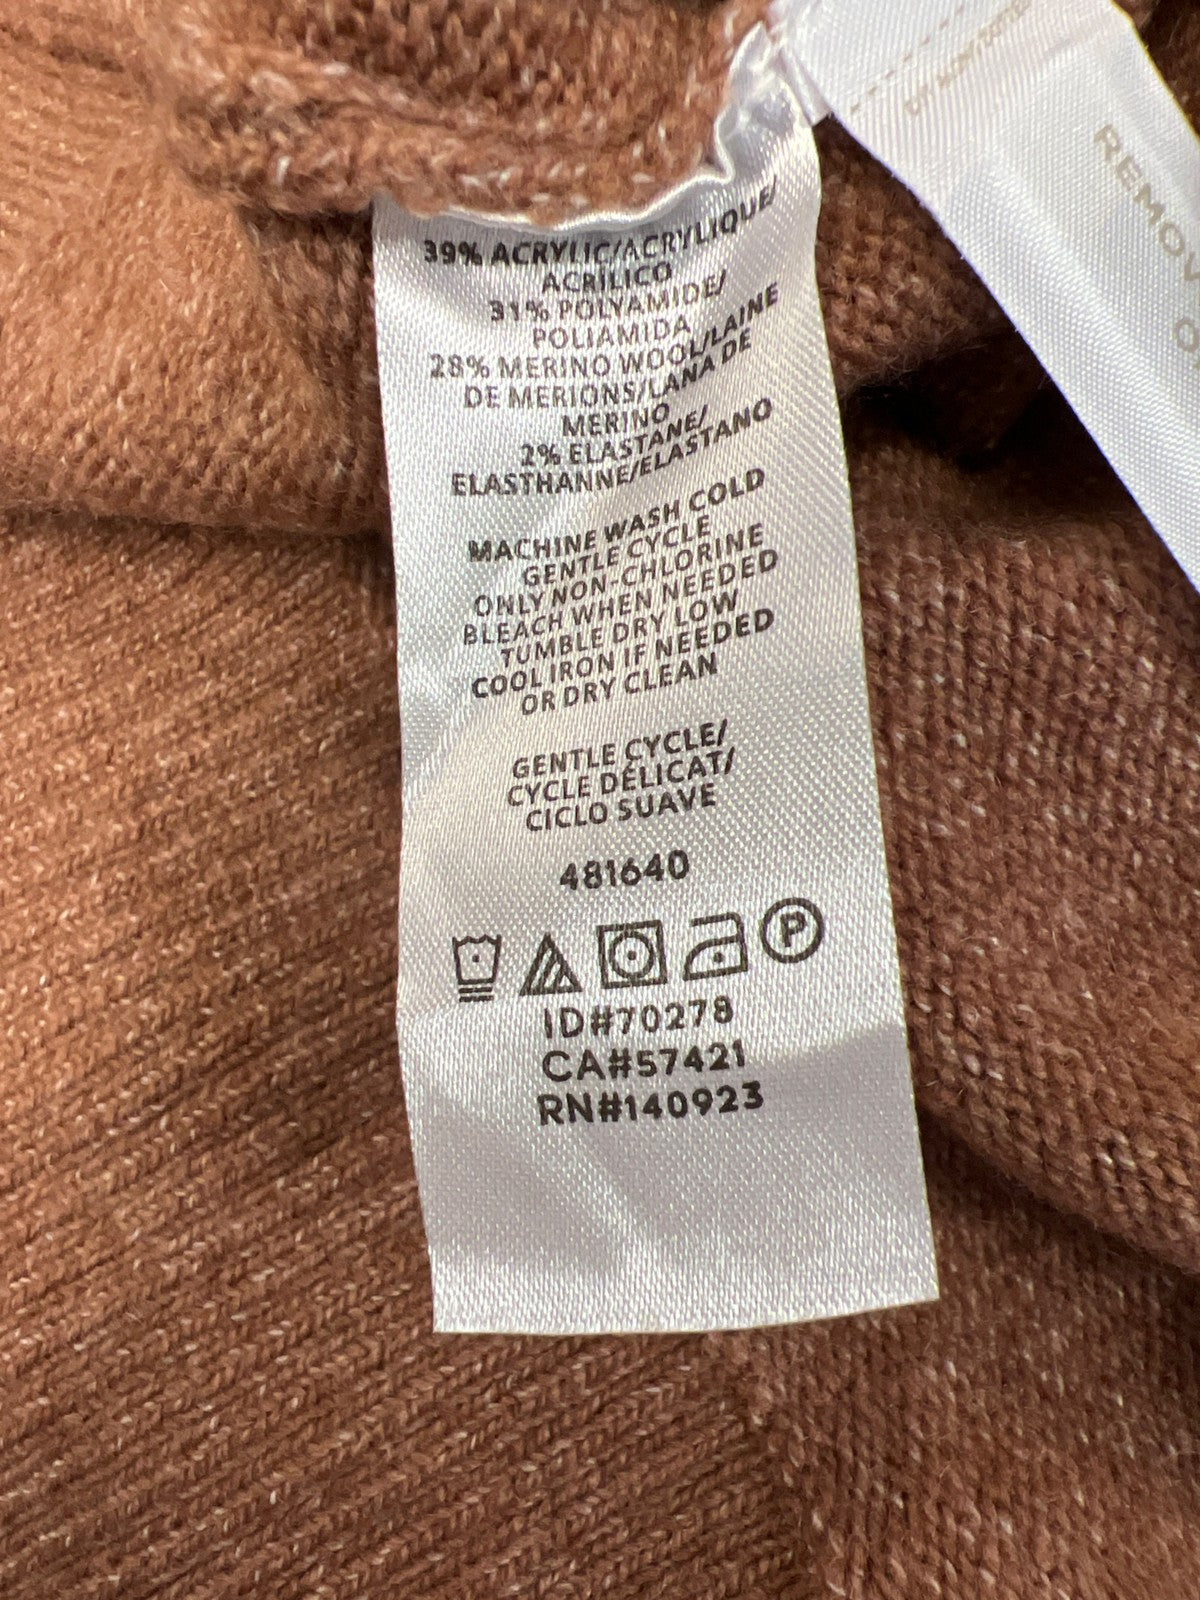 39% ACRYLIC/ACRYLIQUE/
ACRÍLICO
31% POLYAMIDE/
POLIAMIDA
28% MERINO WOOL/LAINE
DE MERIONS/LANA DE
MERINO
2% ELASTANE/
ELASTHANNE/ELASTANO
MACHINE WASH COLD
GENTLE CYCLE
ONLY NON-CHLORINE
BLEACH WHEN NEEDED
TUMBLE DRY LOW
COOL IRON IF NEEDED
OR DRY CLEAN
GENTLE CYCLE/
CYCLE DÉLICAT/
CICLO SUAVE
481640
P
ID#70278
CA#57421
RN#140923